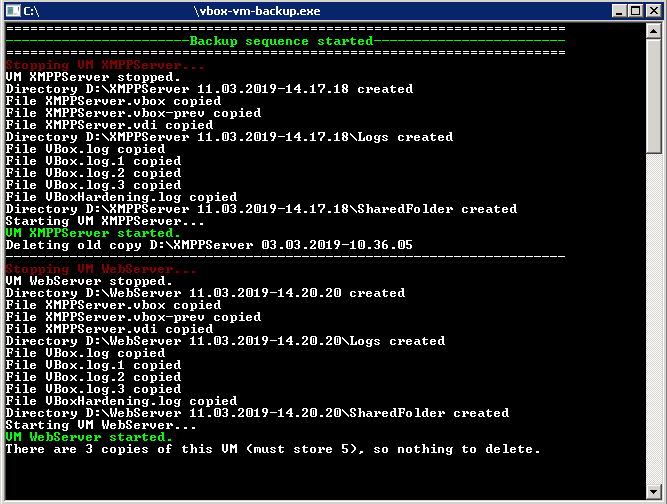 C:\ \vbox-vm-backup.exe
======================================================================
-----------------------Backup sequence started------------------------
======================================================================
Stopping VM XMPPServer...
VM XMPPServer stopped.
Directory D:\XMPPServer 11.03.2019-14.17.18 created
File XMPPServer.vbox copied
File XMPPServer.vbox-prev copied
File XMPPServer.vdi copied
Directory D:\XMPPServer 11.03.2019-14.17.18\Logs created
File VBox.log copied
File VBox.log.1 copied
File VBox.log.2 copied
File VBox.log.3 copied
File VBoxHardening.log copied
Directory D:\XMPPServer 11.03.2019-14.17.18\SharedFolder created
Starting VM XMPPServer...
VM XMPPServer started.
Deleting old copy D:\XMPPServer 03.03.2019-10.36.05
----------------------------------------------------------------------
Stopping VM WebServer...
VM WebServer stopped.
Directory D:\WebServer 11.03.2019-14.20.20 created
File XMPPServer.vbox copied
File XMPPServer.vbox-prev copied
File XMPPServer.vdi copied
Directory D:\WebServer 11.03.2019-14.20.20\Logs created
File VBox.log copied
File VBox.log.1 copied
File VBox.log.2 copied
File VBox.log.3 copied
File VBoxHardening.log copied
Directory D:\WebServer 11.03.2019-14.20.20\SharedFolder created
Starting VM WebServer...
VM WebServer started.
There are 3 copies of this VM (must store 5), so nothing to delete.